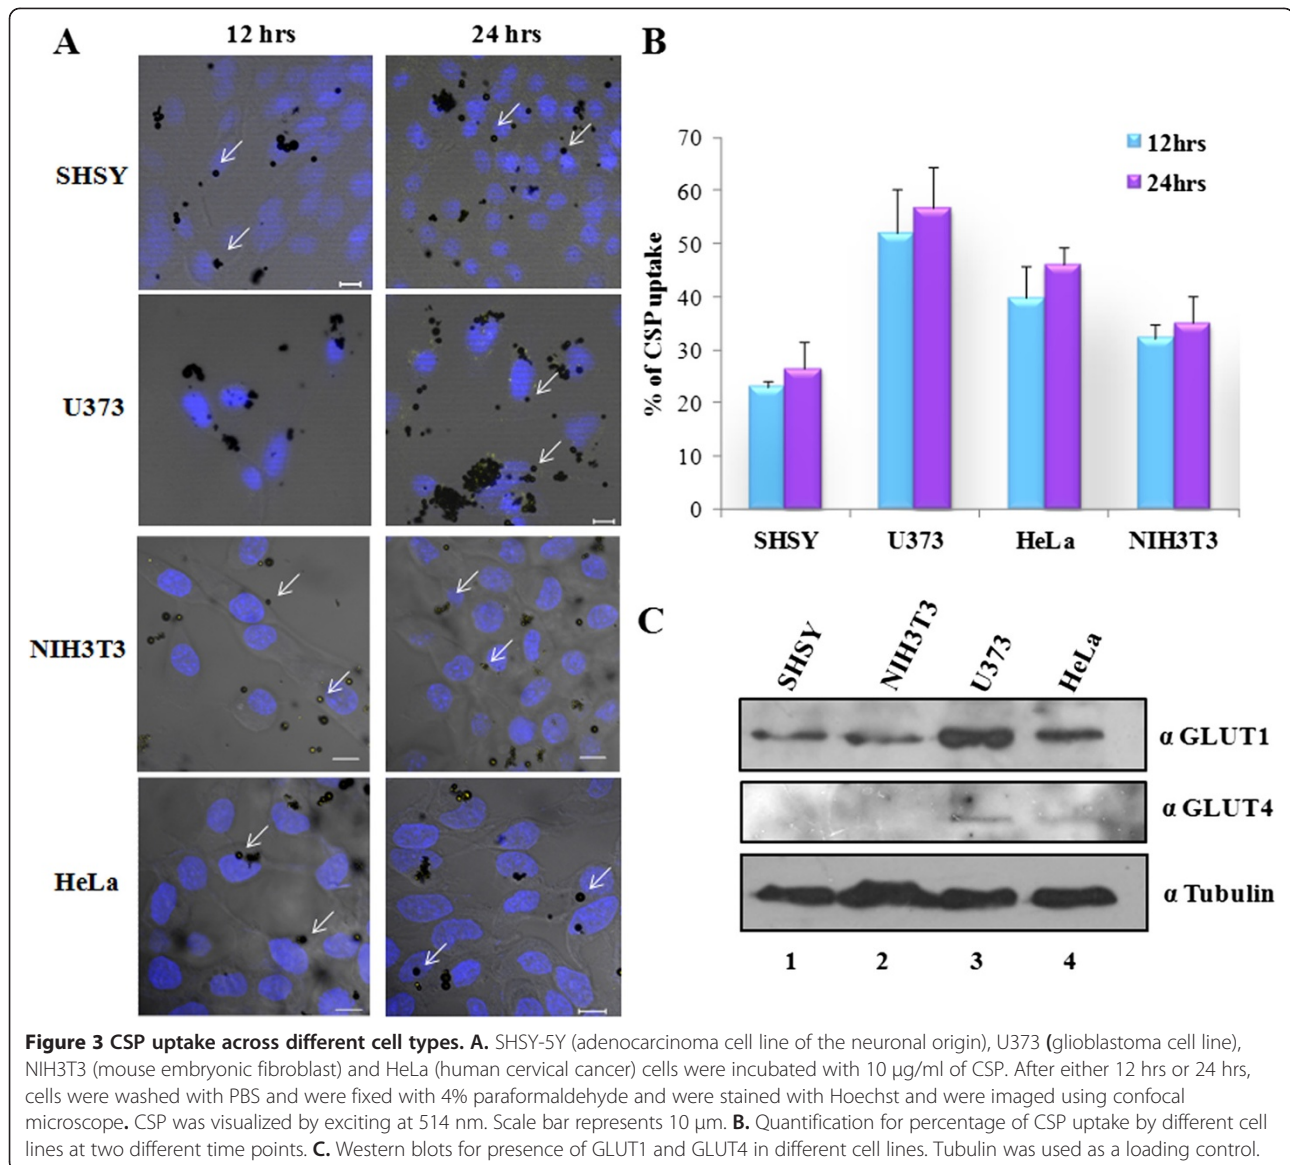 A
12 hrs
24 hrs
SHSY
U373
NIH3T3
HeLa
B
% of CSP uptake
70
60
50
40
30
20
10
0
12hrs
24hrs
SHSY U373 HeLa NIH3T3
C
SHSY NIH3T3 U373 HeLa
α GLUT1
α GLUT4
α Tubulin
1 2 3 4
Figure 3 CSP uptake across different cell types. A. SHSY-5Y (adenocarcinoma cell line of the neuronal origin), U373 (glioblastoma cell line),
NIH3T3 (mouse embryonic fibroblast) and HeLa (human cervical cancer) cells were incubated with 10 μg/ml of CSP. After either 12 hrs or 24 hrs,
cells were washed with PBS and were fixed with 4% paraformaldehyde and were stained with Hoechst and were imaged using confocal
microscope. CSP was visualized by exciting at 514 nm. Scale bar represents 10 μm. B. Quantification for percentage of CSP uptake by different cell
lines at two different time points. C. Western blots for presence of GLUT1 and GLUT4 in different cell lines. Tubulin was used as a loading control.